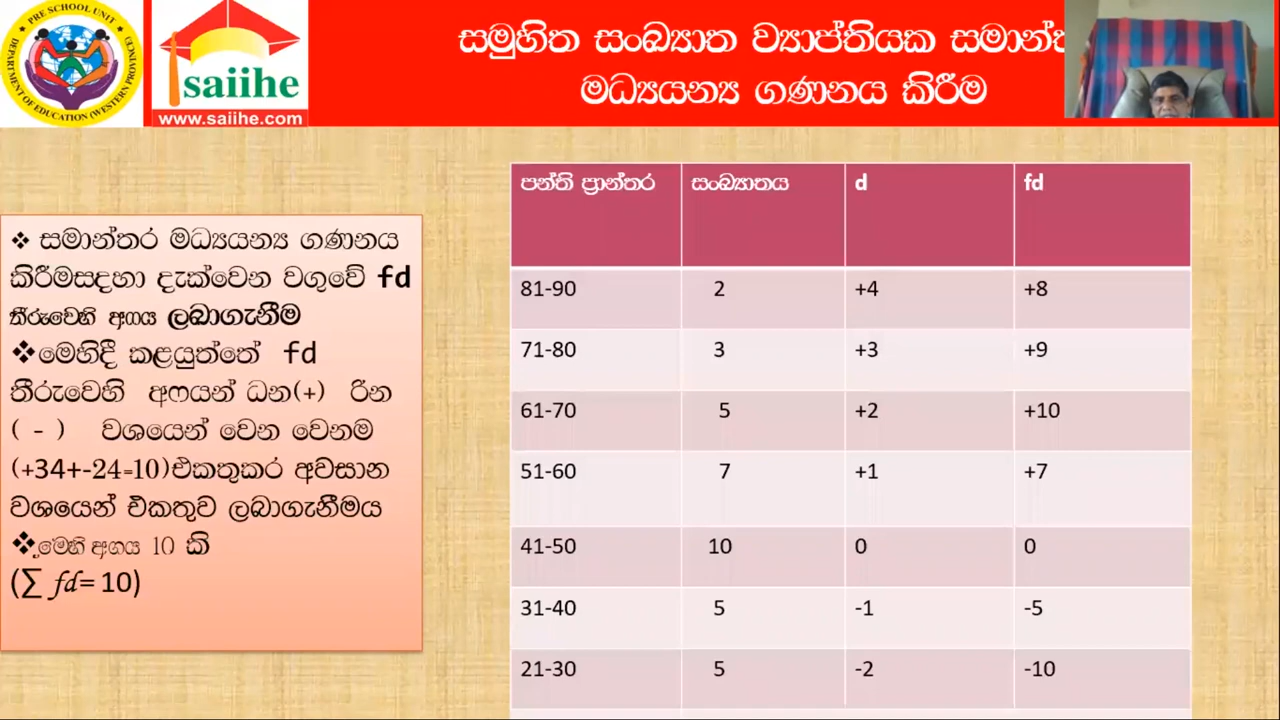 PRE SCHOOL UNIT
DEPARTMENT OF EDUCATION (WESTERN PROVINCE)
saiihe
www.saiihe.com
සමුහිත සංඛ්‍යාත ව්‍යාප්තියක
මධ්‍යයන්‍ය ගණනය කිරීම
❖ සමාන්තර මධ්‍යයන්‍ය ගණනය
කිරීමසදහා දැක්වෙන වගුවේ fd
තීරුවෙහි අගය ලබාගැනීම
❖මෙහිදී කළයුත්තේ fd
තීරුවෙහි අෆයන් ධන(+) රින
( - ) වශයෙන් වෙන වෙනම
(+34+-24=10)එකතුකර අවසාන
වශයෙන් එකතුව ලබාගැනීමය
❖මෙහි අගය 10 කි
(∑ fd= 10)
පන්ති ප්‍රාන්තර සංඛ්‍යාතය d fd
81-90 2 +4 +8
71-80 3 +3 +9
61-70 5 +2 +10
51-60 7 +1 +7
41-50 10 0 0
31-40 5 -1 -5
21-30 5 -2 -10